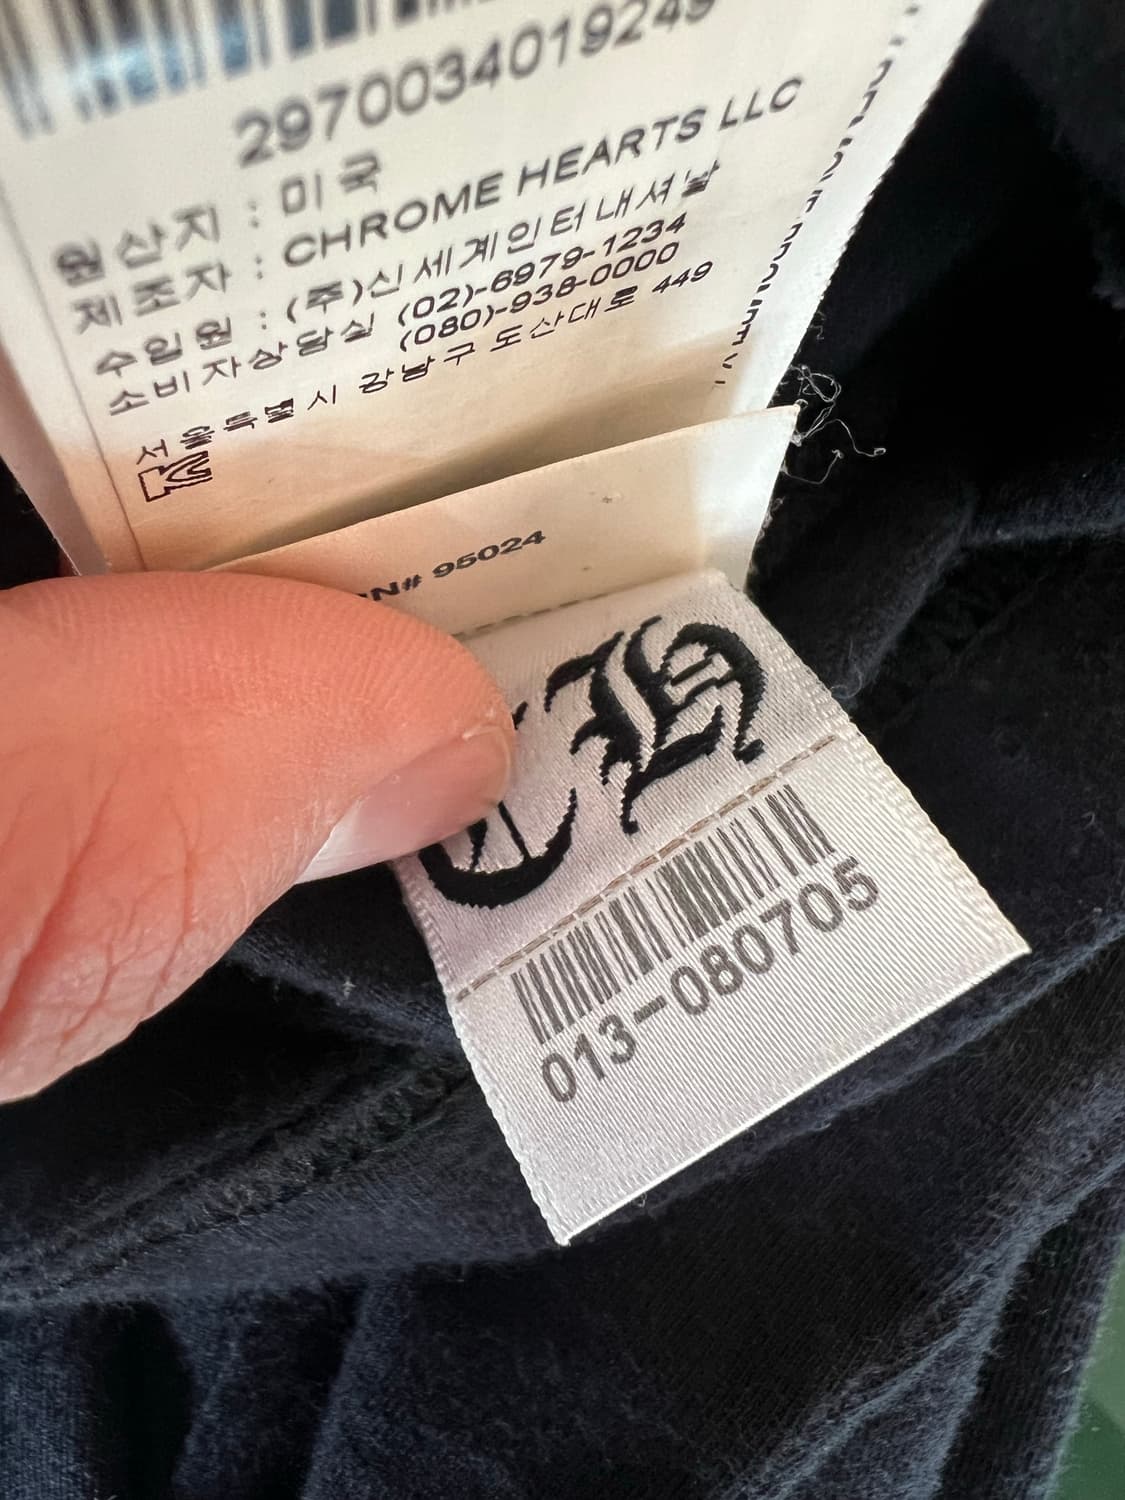 2970034019249
원산지 : 미국
제조자 : CHROME HEARTS LLC
수입원 : (주)신세계인터내셔날
소비자상담실 (02)-6979-1234
(080)-938-0000
서울특별시 강남구 도산대로 449
N# 95024
CH
013-080705